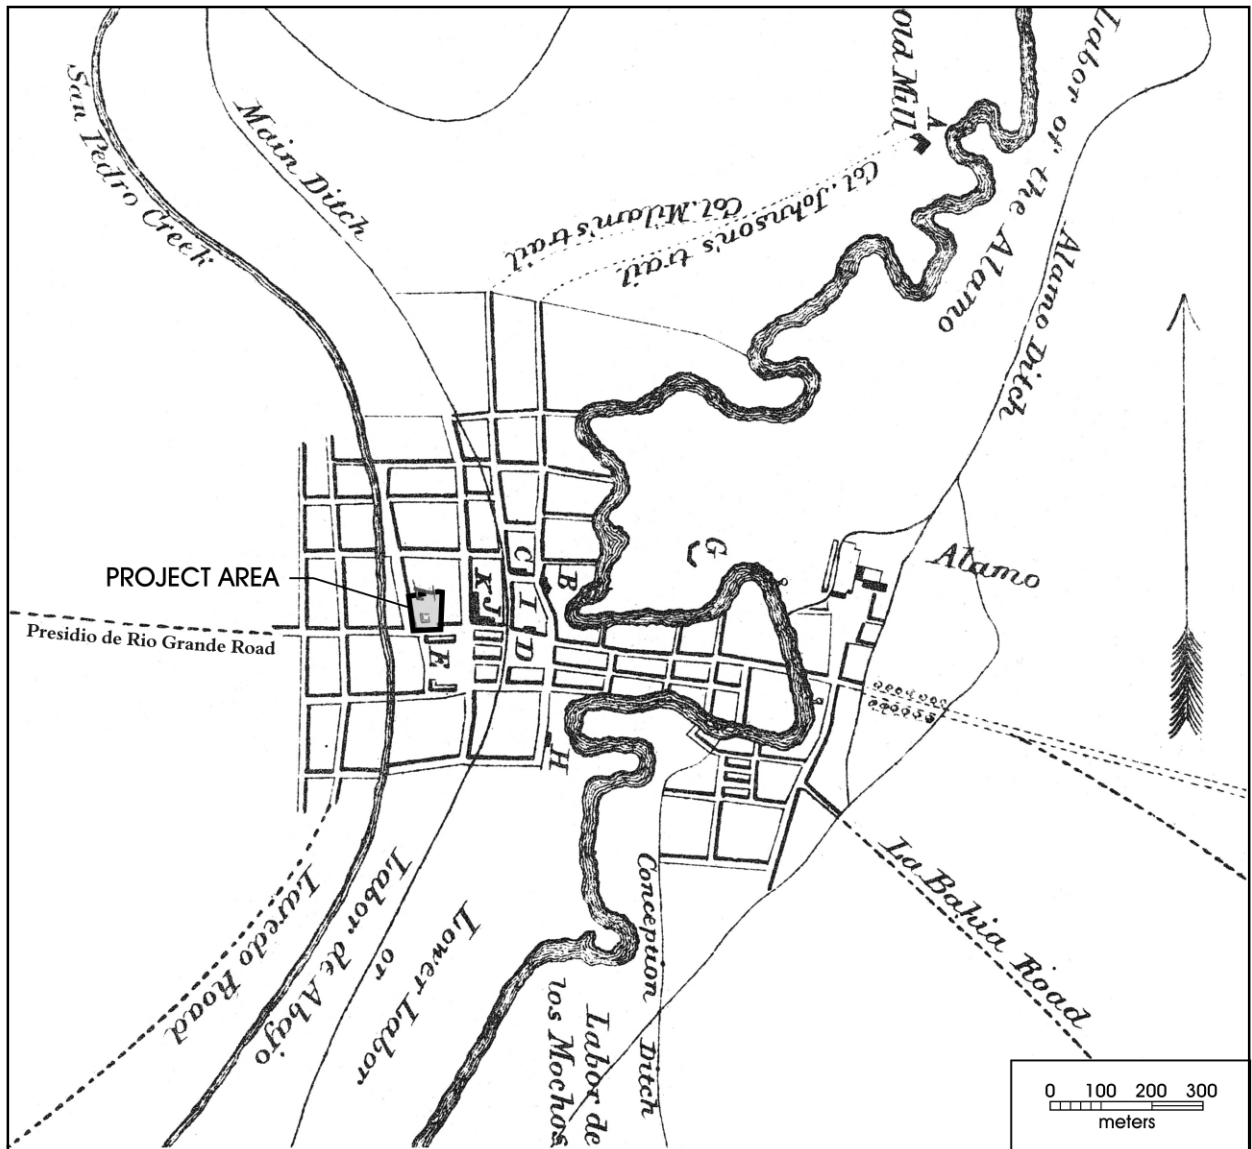 San Pedro Creek
Main Ditch
old Mill
A
Labor of the Alamo
Col. Milam's trail
Col. Johnson's trail
Alamo Ditch
G
Alamo
C
B
K
J
I
D
E
H
PROJECT AREA
Presidio de Rio Grande Road
Laredo Road
Labor de Abajo
or
Lower Labor
Conception Ditch
Labor de
los Mochos
La Bahia Road
0 100 200 300
meters